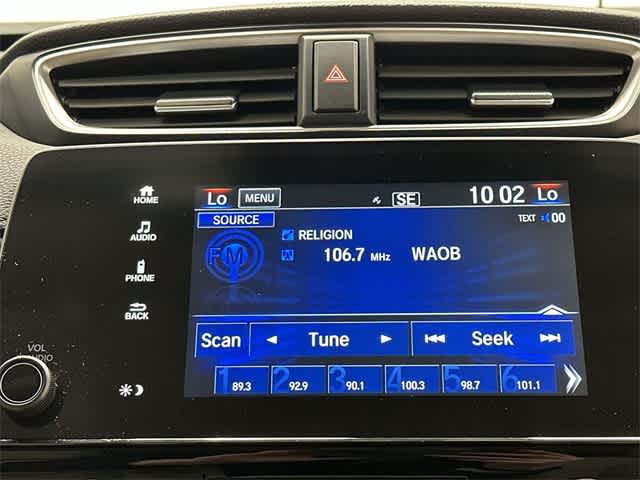 Lo MENU SE 10 02 Lo
HOME
SOURCE TEXT 00
AUDIO
RELIGION
FM 106.7 MHz WAOB
PHONE
BACK
Scan Tune Seek
VOL
AUDIO
1 89.3 2 92.9 3 90.1 4 100.3 5 98.7 6 101.1